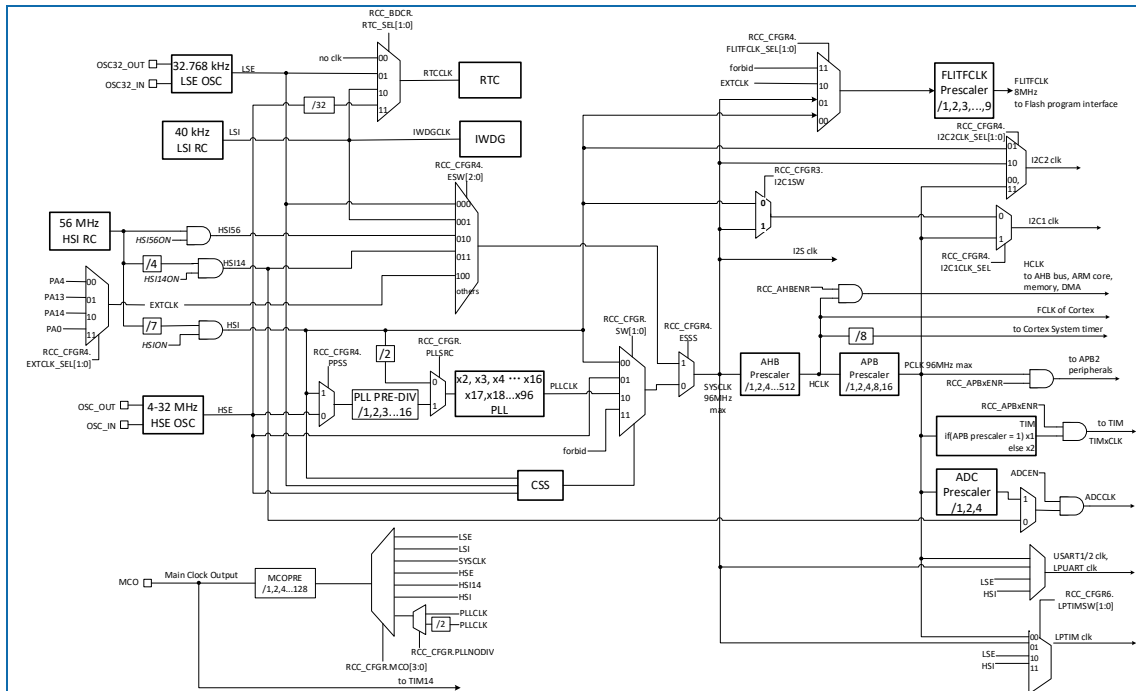 RCC_BDCR.
RTC_SEL[1:0]
OSC32_OUT
OSC32_IN
32.768 kHz
LSE OSC
LSE
no clk
00
01
10
11
/32
RTCCLK
RTC
40 kHz
LSI RC
LSI
IWDGCLK
IWDG
RCC_CFGR4.
ESW[2:0]
000
001
010
011
100
others
56 MHz
HSI RC
HSI56ON
HSI56
/4
HSI14ON
HSI14
PA4
PA13
PA14
PA0
00
01
10
11
EXTCLK
RCC_CFGR4.
EXTCLK_SEL[1:0]
/7
HSION
HSI
OSC_OUT
OSC_IN
4-32 MHz
HSE OSC
HSE
RCC_CFGR4.
PPSS
1
0
PLL PRE-DIV
/1,2,3...16
/2
RCC_CFGR.
PLLSRC
0
1
x2, x3, x4 ··· x16
x17,x18...x96
PLL
PLLCLK
RCC_CFGR.
SW[1:0]
00
01
10
11
forbid
CSS
RCC_CFGR4.
ESSS
1
0
SYSCLK
96MHz
max
RCC_CFGR4.
FLITFCLK_SEL[1:0]
forbid
EXTCLK
11
10
01
00
FLITFCLK
Prescaler
/1,2,3,...,9
FLITFCLK
8MHz
to Flash program interface
RCC_CFGR4.
I2C2CLK_SEL[1:0]
01
10
00,
11
I2C2 clk
RCC_CFGR3.
I2C1SW
0
1
0
1
I2C1 clk
RCC_CFGR4.
I2C1CLK_SEL
I2S clk
HCLK
to AHB bus, ARM core,
memory, DMA
RCC_AHBENR
FCLK of Cortex
/8
to Cortex System timer
AHB
Prescaler
/1,2,4...512
HCLK
APB
Prescaler
/1,2,4,8,16
PCLK 96MHz max
RCC_APBxENR
to APB2
peripherals
RCC_APBxENR
TIM
if(APB prescaler = 1) x1
else x2
to TIM
TIMxCLK
ADC
Prescaler
/1,2,4
ADCEN
1
0
ADCCLK
LSE
HSI
USART1/2 clk,
LPUART clk
RCC_CFGR6.
LPTIMSW[1:0]
00
01
10
11
LSE
HSI
LPTIM clk
MCO
Main Clock Output
MCOPRE
/1,2,4...128
LSE
LSI
SYSCLK
HSE
HSI14
HSI
PLLCLK
/2
PLLCLK
RCC_CFGR.PLLNODIV
RCC_CFGR.MCO[3:0]
to TIM14